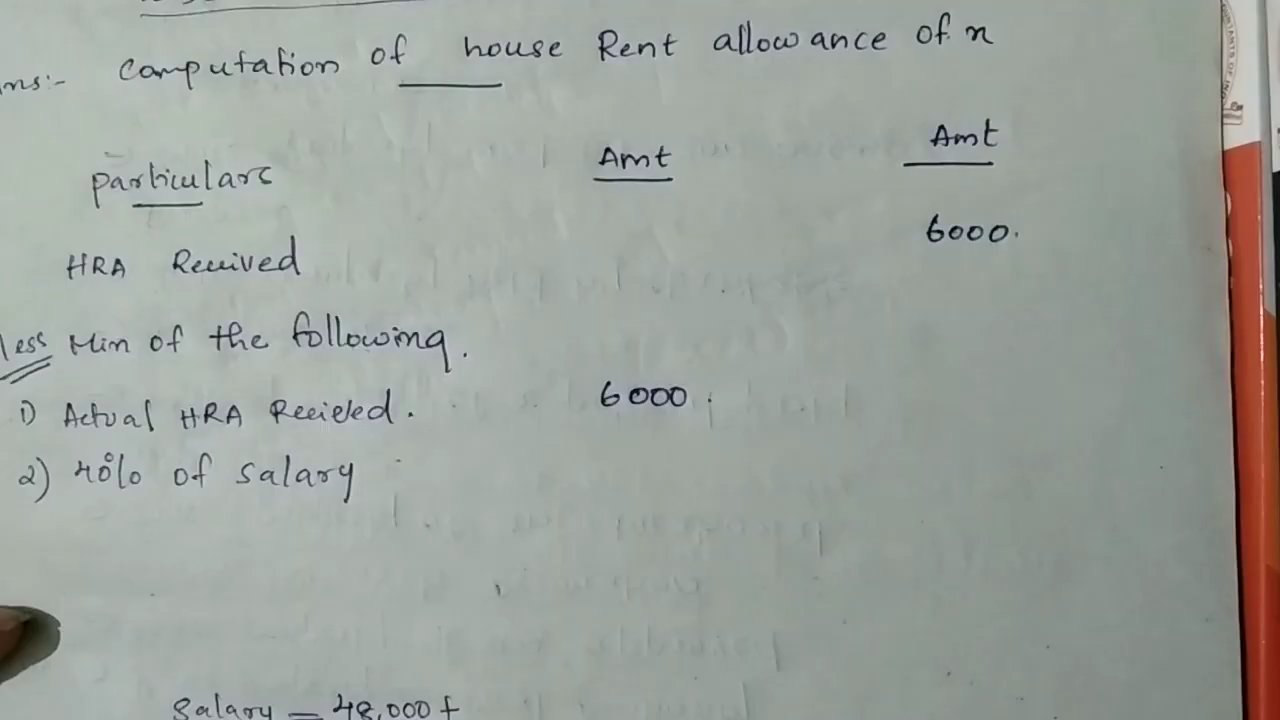 ns:- Computation of house Rent allowance of x
particulars Amt Amt
HRA Received 6000.
less Min of the following.
1) Actual HRA Recieved. 6000.
2) 40% of salary
Salary = 48,000 +